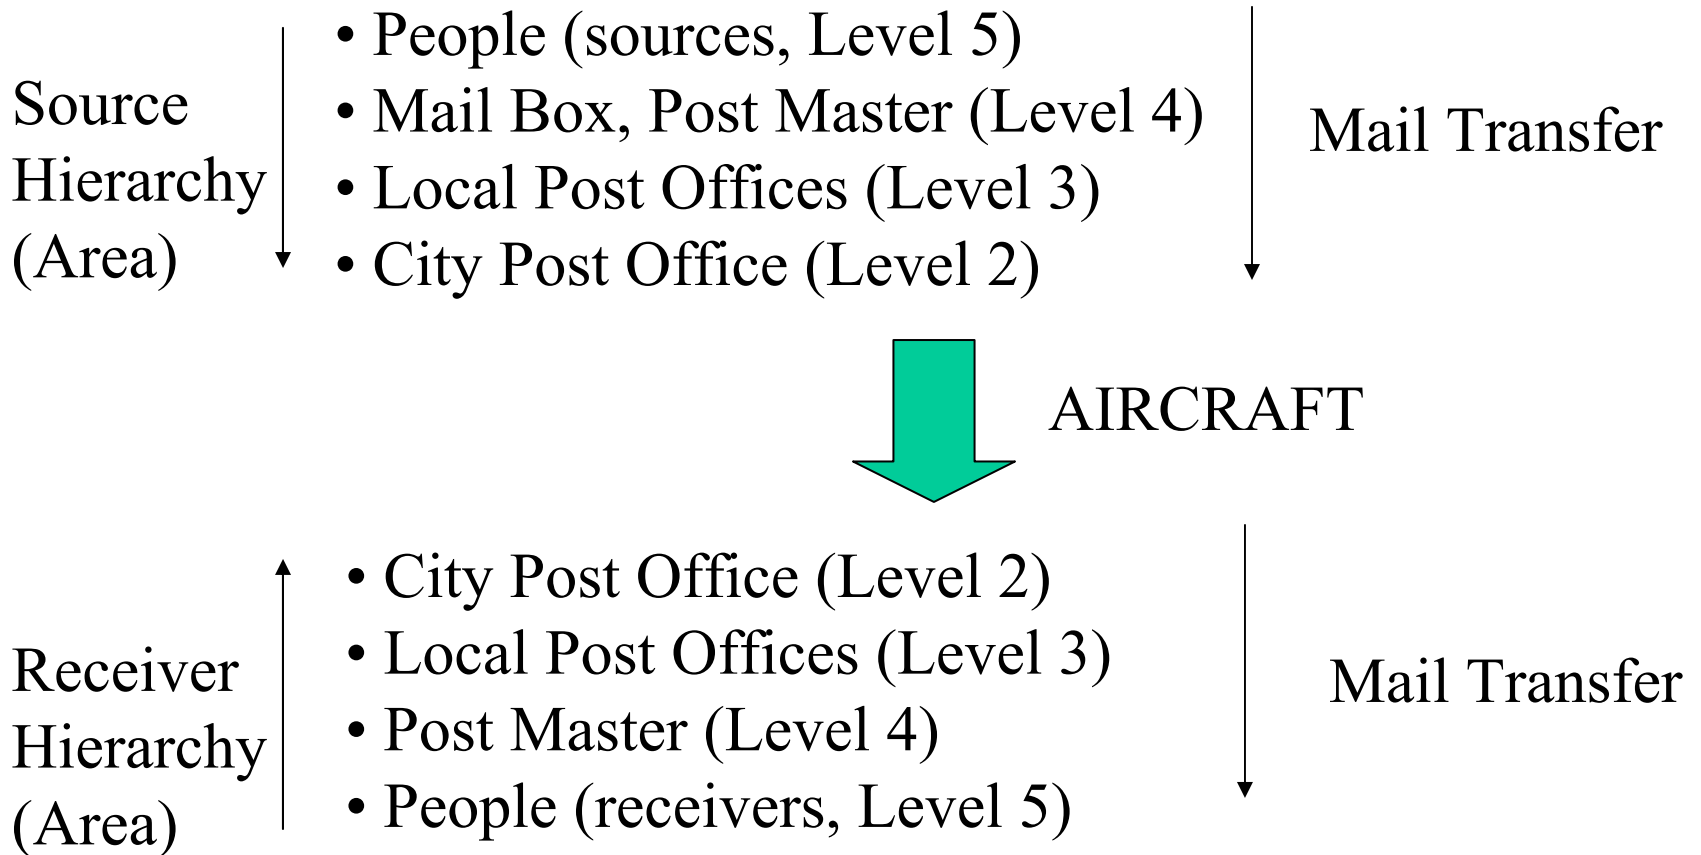 Source
Hierarchy
(Area)
• People (sources, Level 5)
• Mail Box, Post Master (Level 4)
• Local Post Offices (Level 3)
• City Post Office (Level 2)
Mail Transfer
AIRCRAFT
Receiver
Hierarchy
(Area)
• City Post Office (Level 2)
• Local Post Offices (Level 3)
• Post Master (Level 4)
• People (receivers, Level 5)
Mail Transfer